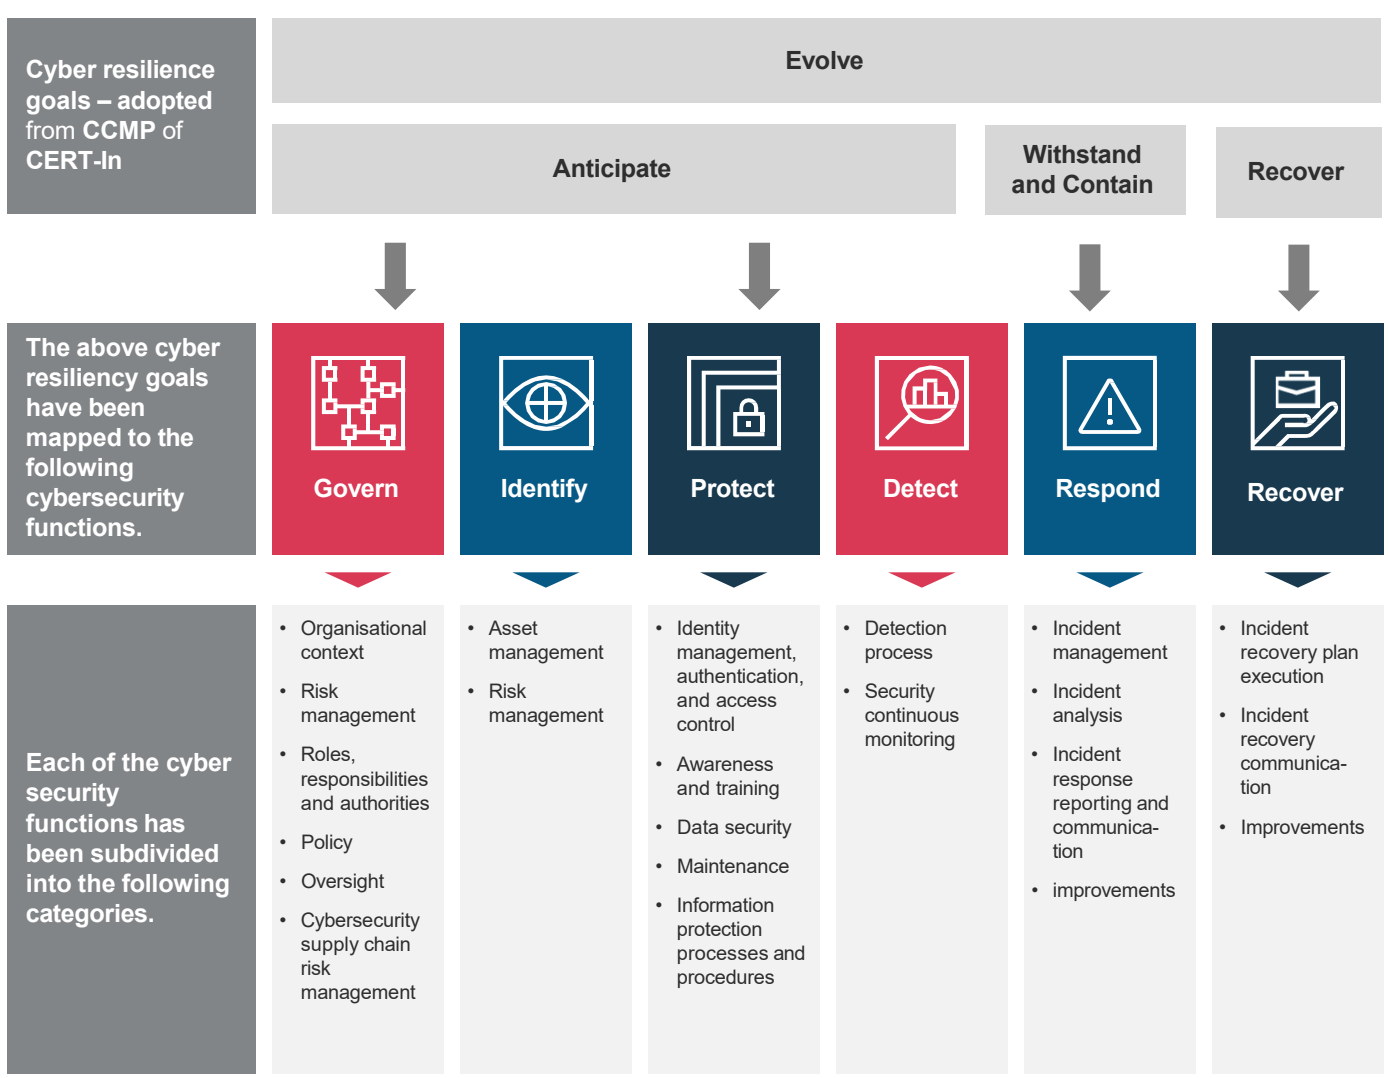 Cyber resilience
goals – adopted
from CCMP of
CERT-In
Evolve
Anticipate
Withstand
and Contain
Recover
The above cyber
resiliency goals
have been
mapped to the
following
cybersecurity
functions.
Govern
Identify
Protect
Detect
Respond
Recover
Each of the cyber
security
functions has
been subdivided
into the following
categories.
• Organisational
context
• Risk
management
• Roles,
responsibilities
and authorities
• Policy
• Oversight
• Cybersecurity
supply chain
risk
management
• Asset
management
• Risk
management
• Identity
management,
authentication,
and access
control
• Awareness
and training
• Data security
• Maintenance
• Information
protection
processes and
procedures
• Detection
process
• Security
continuous
monitoring
• Incident
management
• Incident
analysis
• Incident
response
reporting and
communica-
tion
• improvements
• Incident
recovery plan
execution
• Incident
recovery
communica-
tion
• Improvements